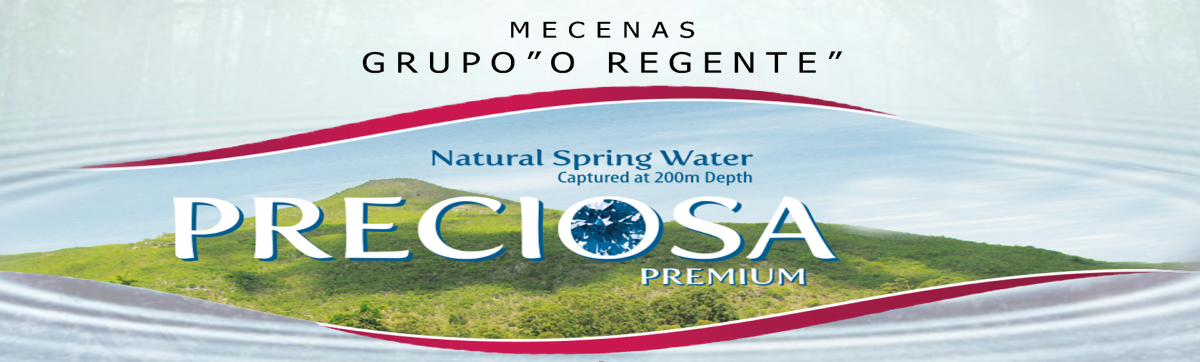 MECENAS
GRUPO”O REGENTE”
Natural Spring Water
Captured at 200m Depth
PRECIOSA
PREMIUM